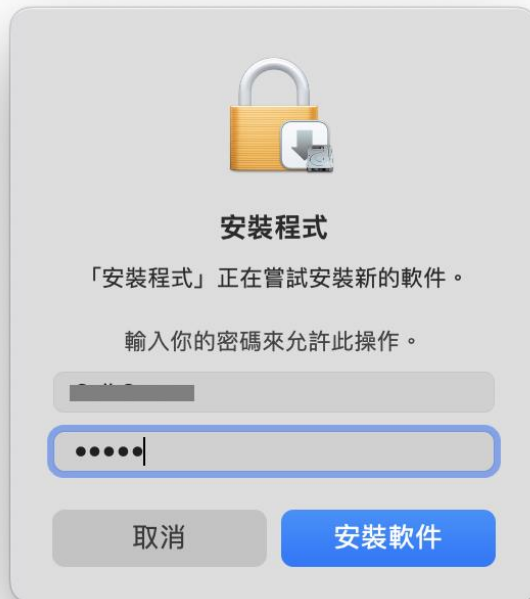 安裝程式
「安裝程式」正在嘗試安裝新的軟件。
輸入你的密碼來允許此操作。
•••••
取消
安裝軟件